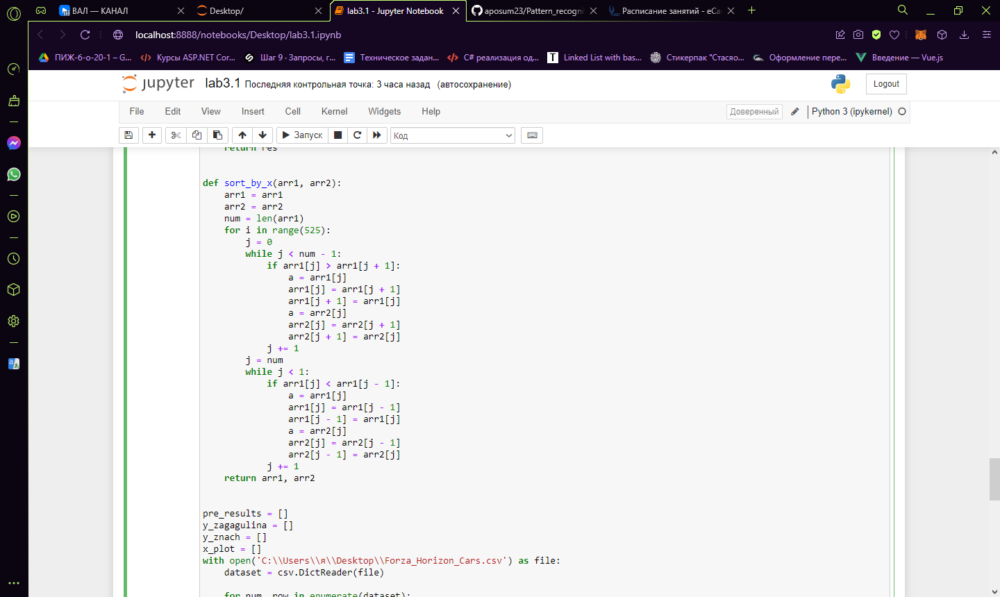 ВАЛ — КАНАЛ
Desktop/
lab3.1 - Jupyter Notebook
aposum23/Pattern_recogni
Расписание занятий - eCa
localhost:8888/notebooks/Desktop/lab3.1.ipynb
ПИЖ-6-о-20-1 – G...
Курсы ASP.NET Cor...
Шаг 9 · Запросы, г...
Техническое задан...
C# реализация од...
Linked List with bas...
Стикерпак "Стасяо...
Оформление пере...
Введение — Vue.js
jupyter
lab3.1 Последняя контрольная точка: 3 часа назад (автосохранение)
Logout
File Edit View Insert Cell Kernel Widgets Help
Доверенный
Python 3 (ipykernel)
Запуск
Код
return res
def sort_by_x(arr1, arr2):
    arr1 = arr1
    arr2 = arr2
    num = len(arr1)
    for i in range(525):
        j = 0
        while j < num - 1:
            if arr1[j] > arr1[j + 1]:
                a = arr1[j]
                arr1[j] = arr1[j + 1]
                arr1[j + 1] = arr1[j]
                a = arr2[j]
                arr2[j] = arr2[j + 1]
                arr2[j + 1] = arr2[j]
            j += 1
        j = num
        while j < 1:
            if arr1[j] < arr1[j - 1]:
                a = arr1[j]
                arr1[j] = arr1[j - 1]
                arr1[j - 1] = arr1[j]
                a = arr2[j]
                arr2[j] = arr2[j - 1]
                arr2[j - 1] = arr2[j]
            j += 1
    return arr1, arr2
pre_results = []
y_zagagulina = []
y_znach = []
x_plot = []
with open('C:\\Users\\я\\Desktop\\Forza_Horizon_Cars.csv') as file:
    dataset = csv.DictReader(file)
    for num, row in enumerate(dataset):